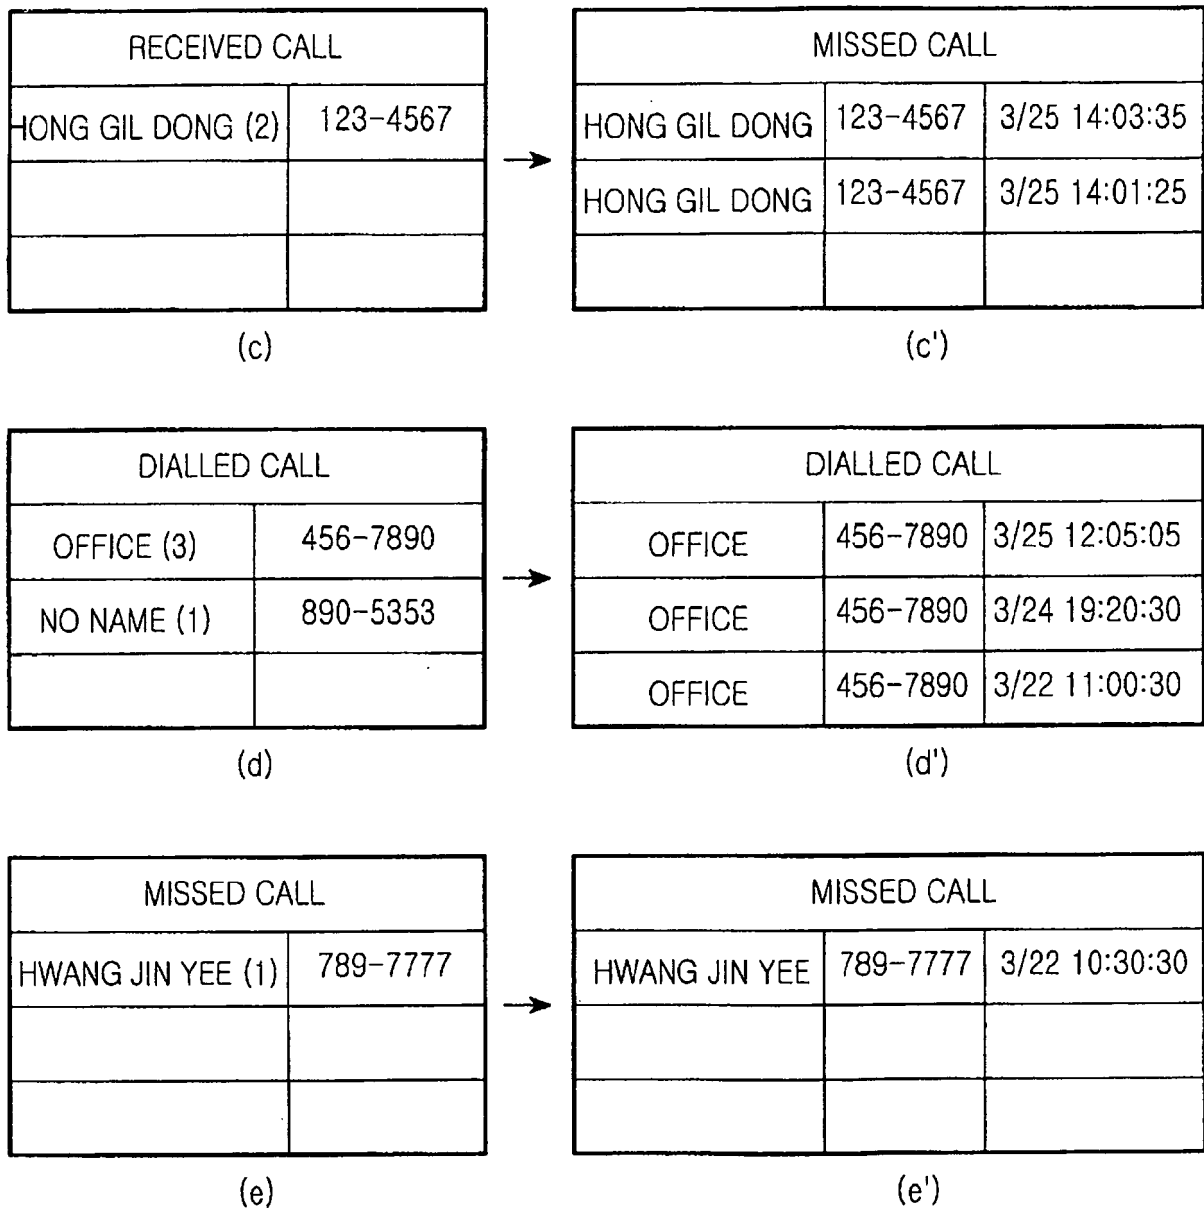 RECEIVED CALL
HONG GIL DONG (2) 123-4567
(c)
MISSED CALL
HONG GIL DONG 123-4567 3/25 14:03:35
HONG GIL DONG 123-4567 3/25 14:01:25
(c')
DIALLED CALL
OFFICE (3) 456-7890
NO NAME (1) 890-5353
(d)
DIALLED CALL
OFFICE 456-7890 3/25 12:05:05
OFFICE 456-7890 3/24 19:20:30
OFFICE 456-7890 3/22 11:00:30
(d')
MISSED CALL
HWANG JIN YEE (1) 789-7777
(e)
MISSED CALL
HWANG JIN YEE 789-7777 3/22 10:30:30
(e')